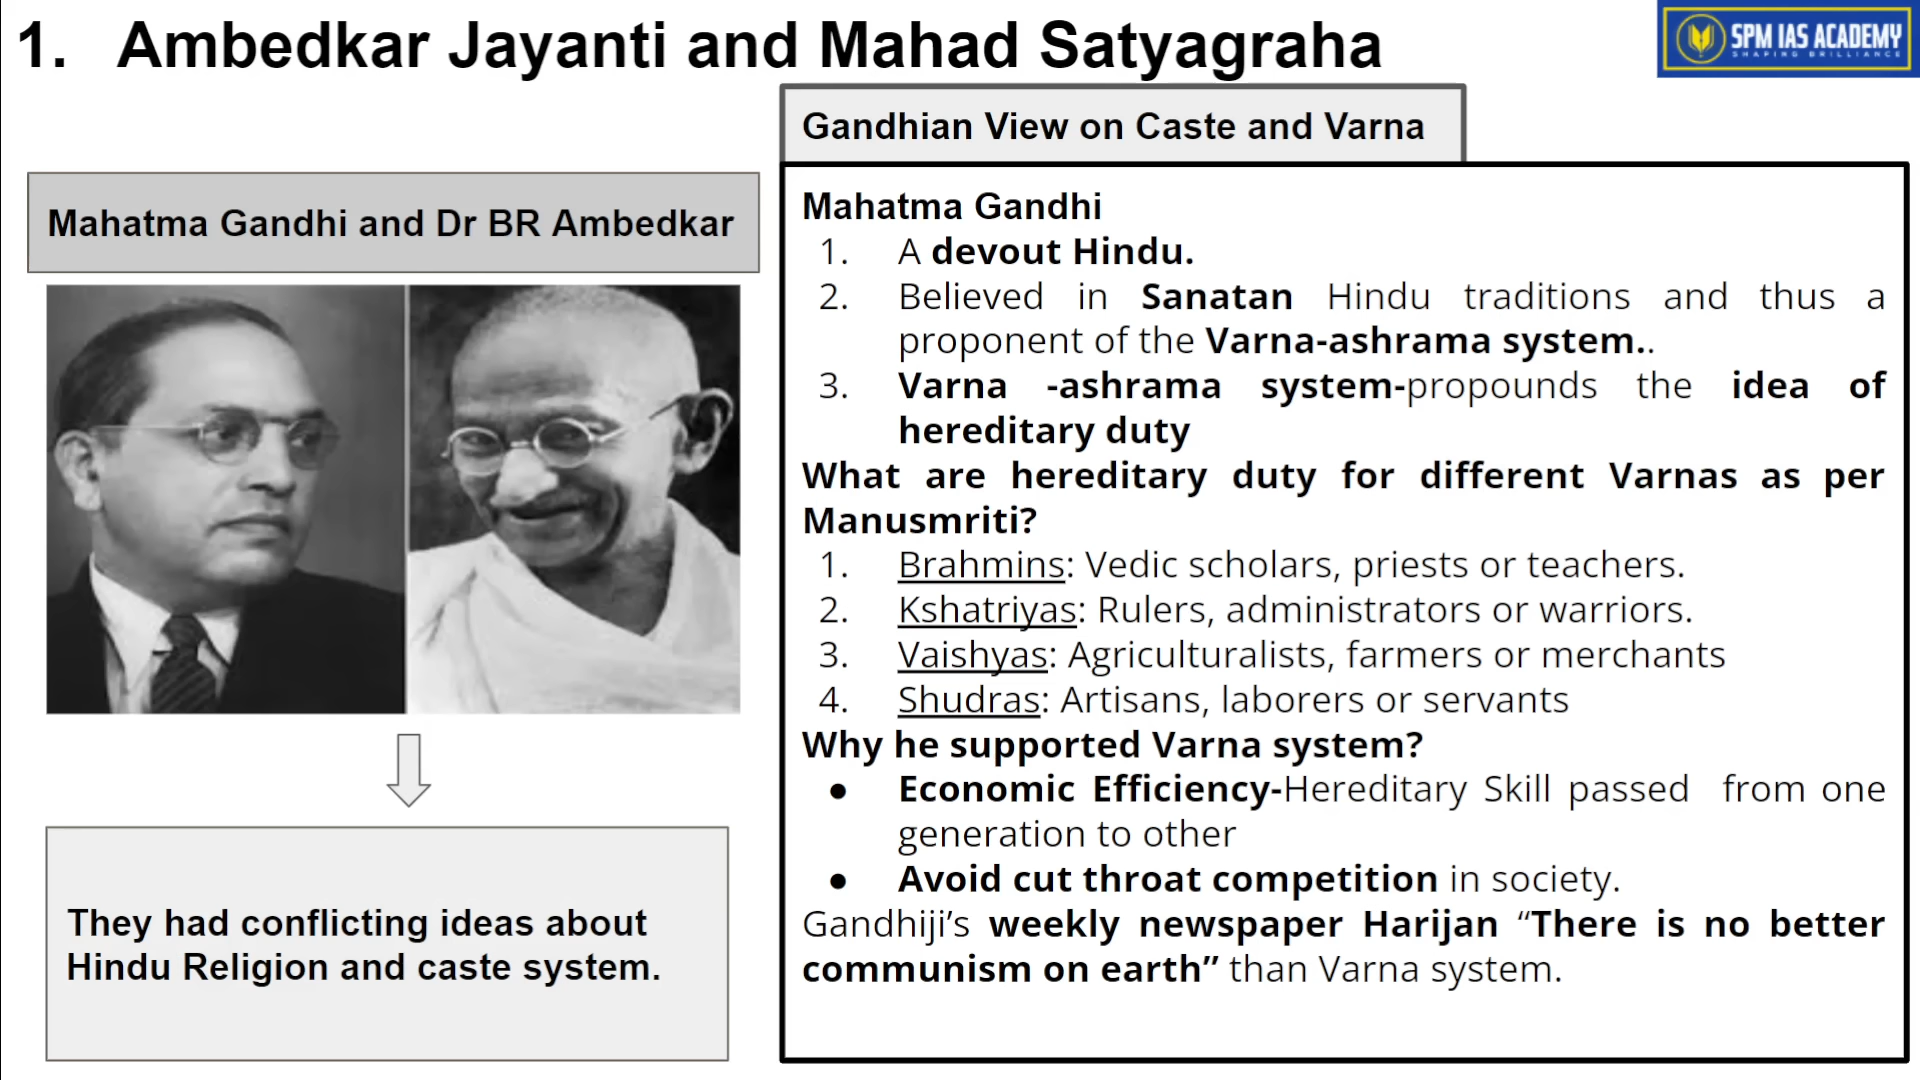 1. Ambedkar Jayanti and Mahad Satyagraha
SPM IAS ACADEMY
SHAPING BRILLIANCE
Mahatma Gandhi and Dr BR Ambedkar
They had conflicting ideas about
Hindu Religion and caste system.
Gandhian View on Caste and Varna
Mahatma Gandhi
1. A devout Hindu.
2. Believed in Sanatan Hindu traditions and thus a
proponent of the Varna-ashrama system..
3. Varna -ashrama system-propounds the idea of
hereditary duty
What are hereditary duty for different Varnas as per
Manusmriti?
1. Brahmins: Vedic scholars, priests or teachers.
2. Kshatriyas: Rulers, administrators or warriors.
3. Vaishyas: Agriculturalists, farmers or merchants
4. Shudras: Artisans, laborers or servants
Why he supported Varna system?
● Economic Efficiency-Hereditary Skill passed from one
generation to other
● Avoid cut throat competition in society.
Gandhiji’s weekly newspaper Harijan “There is no better
communism on earth” than Varna system.